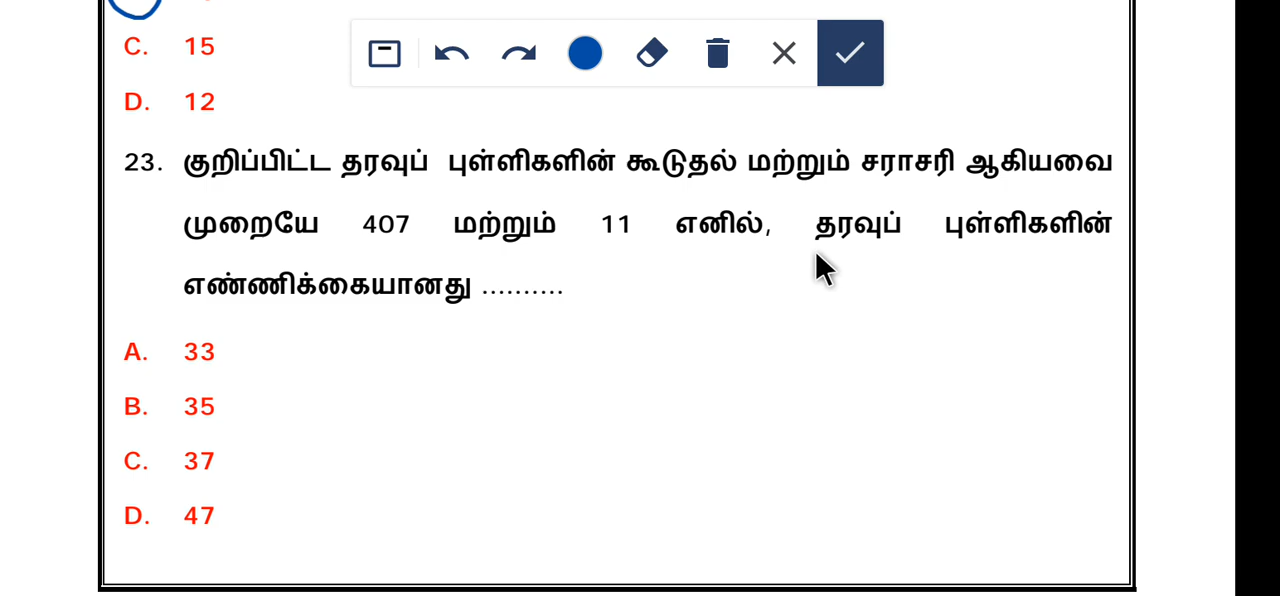 C. 15
D. 12
23. குறிப்பிட்ட தரவுப் புள்ளிகளின் கூடுதல் மற்றும் சராசரி ஆகியவை
முறையே 407 மற்றும் 11 எனில், தரவுப் புள்ளிகளின்
எண்ணிக்கையானது ..........
A. 33
B. 35
C. 37
D. 47